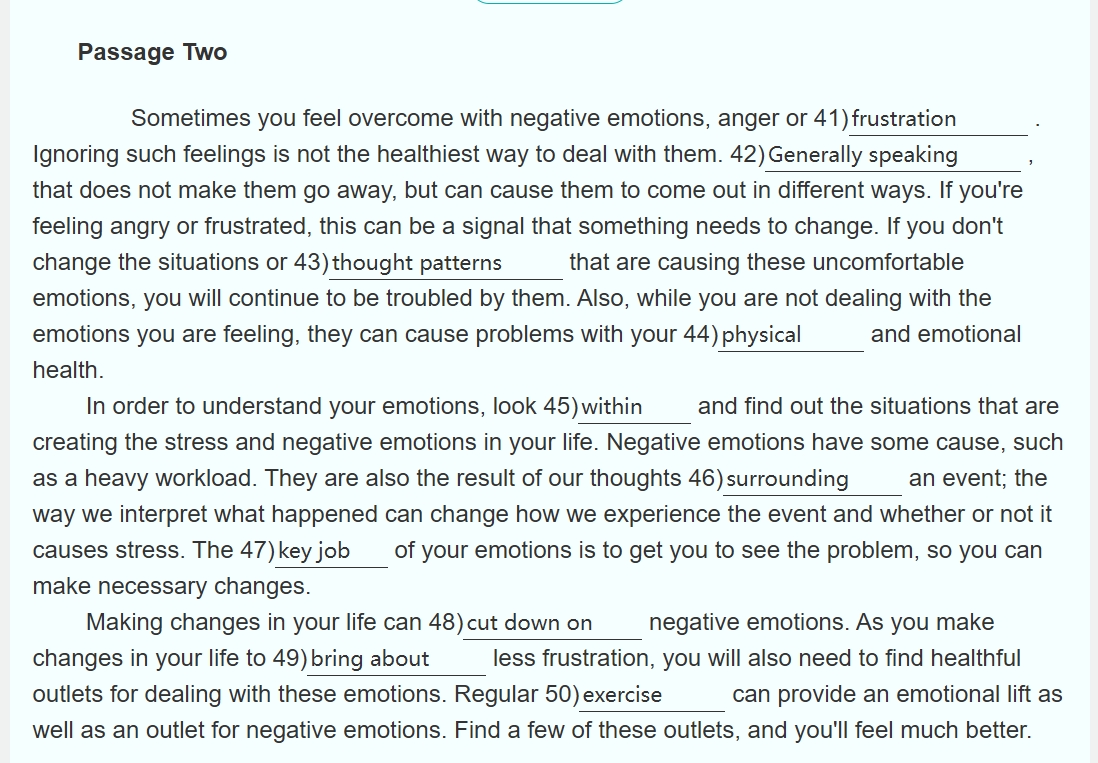 Passage Two
Sometimes you feel overcome with negative emotions, anger or 41)frustration .
Ignoring such feelings is not the healthiest way to deal with them. 42)Generally speaking ,
that does not make them go away, but can cause them to come out in different ways. If you're
feeling angry or frustrated, this can be a signal that something needs to change. If you don't
change the situations or 43)thought patterns that are causing these uncomfortable
emotions, you will continue to be troubled by them. Also, while you are not dealing with the
emotions you are feeling, they can cause problems with your 44)physical and emotional
health.
In order to understand your emotions, look 45)within and find out the situations that are
creating the stress and negative emotions in your life. Negative emotions have some cause, such
as a heavy workload. They are also the result of our thoughts 46)surrounding an event; the
way we interpret what happened can change how we experience the event and whether or not it
causes stress. The 47)key job of your emotions is to get you to see the problem, so you can
make necessary changes.
Making changes in your life can 48)cut down on negative emotions. As you make
changes in your life to 49)bring about less frustration, you will also need to find healthful
outlets for dealing with these emotions. Regular 50)exercise can provide an emotional lift as
well as an outlet for negative emotions. Find a few of these outlets, and you'll feel much better.